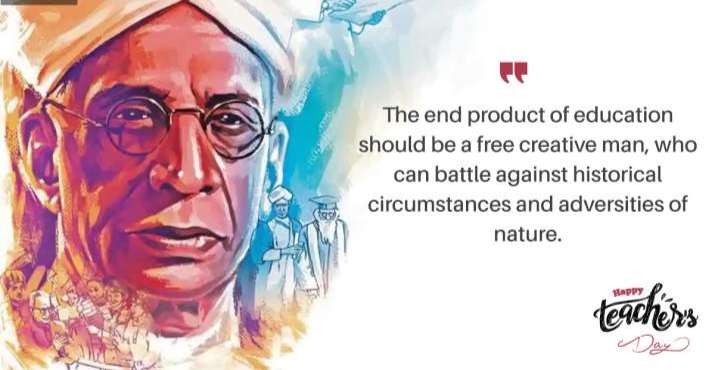 The end product of education
should be a free creative man, who
can battle against historical
circumstances and adversities of
nature.
Happy
teacher's
Day